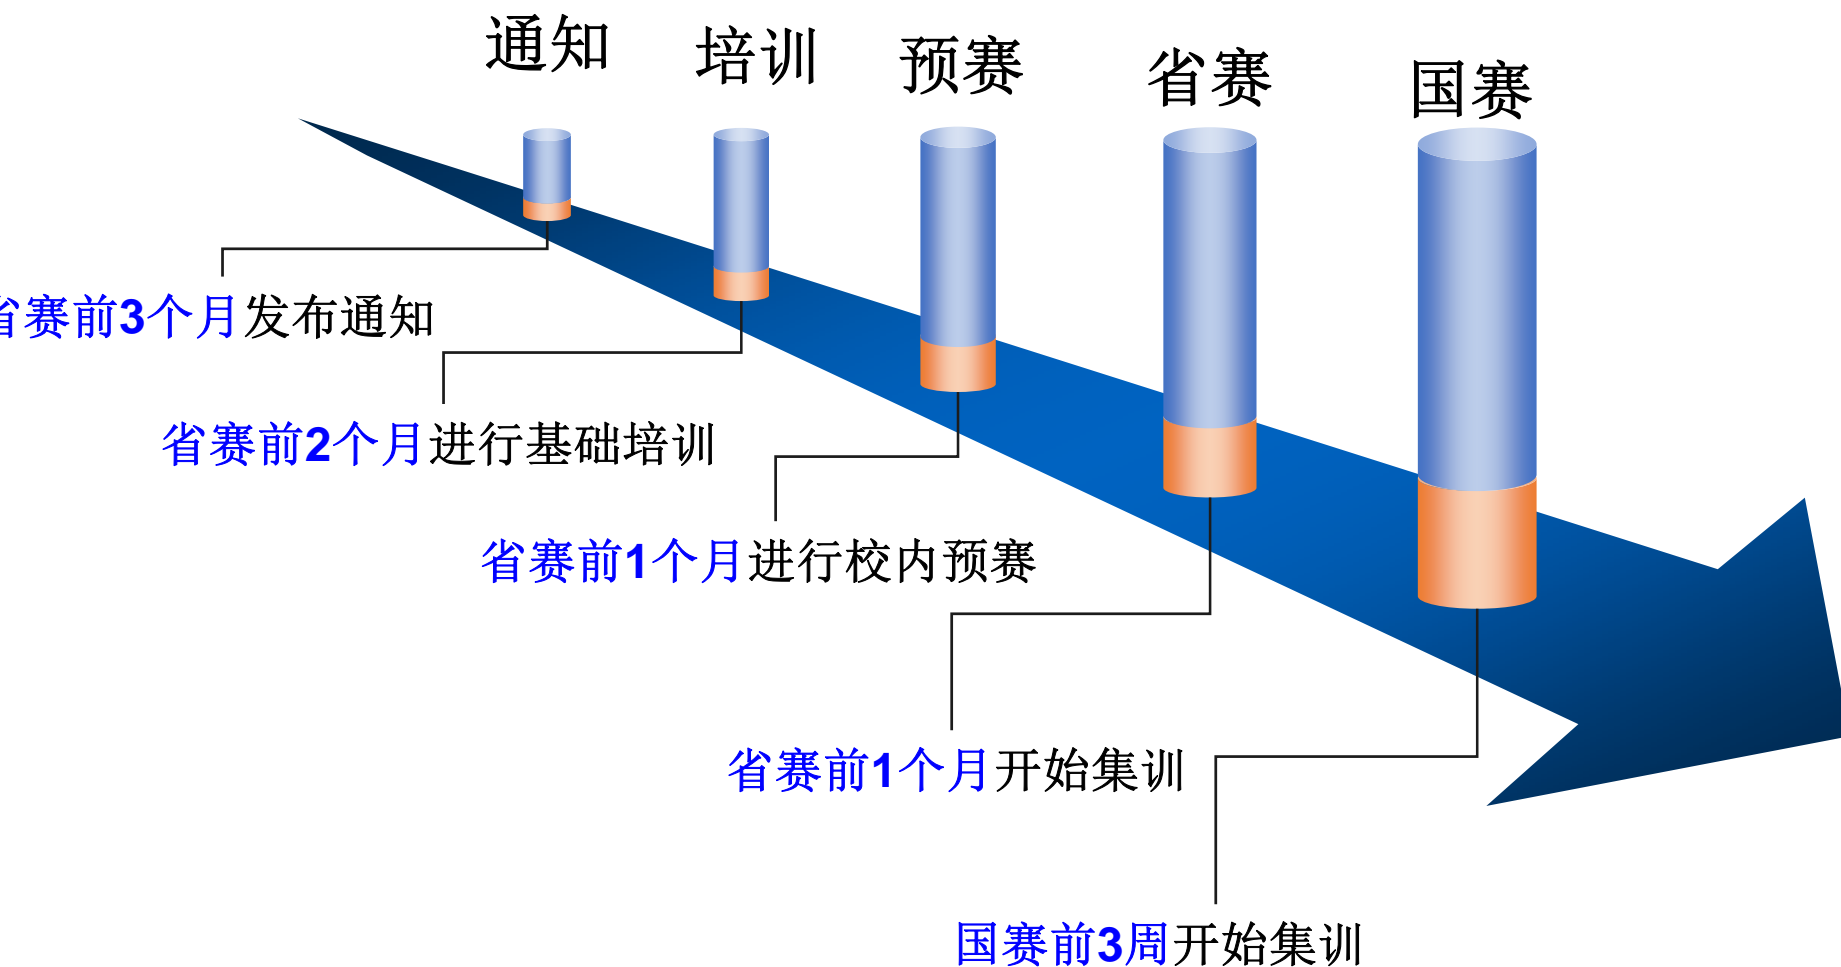 通知
培训
预赛
省赛
国赛
省赛前3个月发布通知
省赛前2个月进行基础培训
省赛前1个月进行校内预赛
省赛前1个月开始集训
国赛前3周开始集训